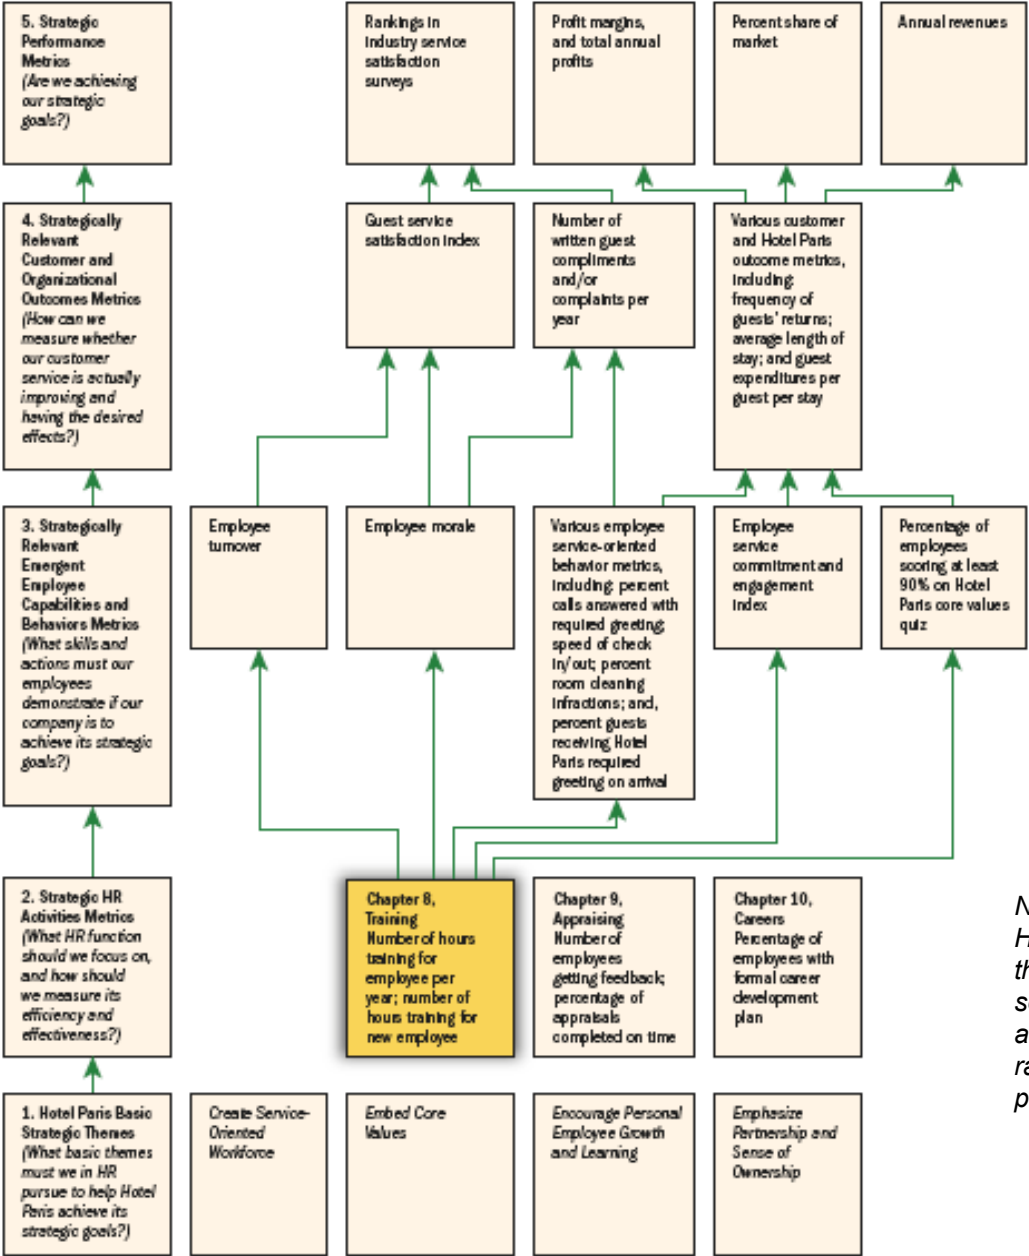 5. Strategic
Performance
Metrics
(Are we achieving
our strategic
goals?)
Rankings in
industry service
satisfaction
surveys
Profit margins,
and total annual
profits
Percent share of
market
Annual revenues
4. Strategically
Relevant
Customer and
Organizational
Outcomes Metrics
(How can we
measure whether
our customer
service is actually
improving and
having the desired
effects?)
Guest service
satisfaction index
Number of
written guest
compliments
and/or
complaints per
year
Various customer
and Hotel Paris
outcome metrics,
including:
frequency of
guests' returns;
average length of
stay; and guest
expenditures per
guest per stay
3. Strategically
Relevant
Emergent
Employee
Capabilities and
Behaviors Metrics
(What skills and
actions must our
employees
demonstrate if our
company is to
achieve its strategic
goals?)
Employee
turnover
Employee morale
Various employee
service-oriented
behavior metrics,
including: percent
calls answered with
required greeting;
speed of check
in/out; percent
room cleaning
infractions; and,
percent guests
receiving Hotel
Paris required
greeting on arrival
Employee
service
commitment and
engagement
index
Percentage of
employees
scoring at least
90% on Hotel
Paris core values
quiz
2. Strategic HR
Activities Metrics
(What HR function
should we focus on,
and how should
we measure its
efficiency and
effectiveness?)
Chapter 8,
Training
Number of hours
training for
employee per
year; number of
hours training for
new employee
Chapter 9,
Appraising
Number of
employees
getting feedback;
percentage of
appraisals
completed on time
Chapter 10,
Careers
Percentage of
employees with
formal career
development
plan
1. Hotel Paris Basic
Strategic Themes
(What basic themes
must we in HR
pursue to help Hotel
Paris achieve its
strategic goals?)
Create Service-
Oriented
Workforce
Embed Core
Values
Encourage Personal
Employee Growth
and Learning
Emphasize
Partnership and
Sense of
Ownership